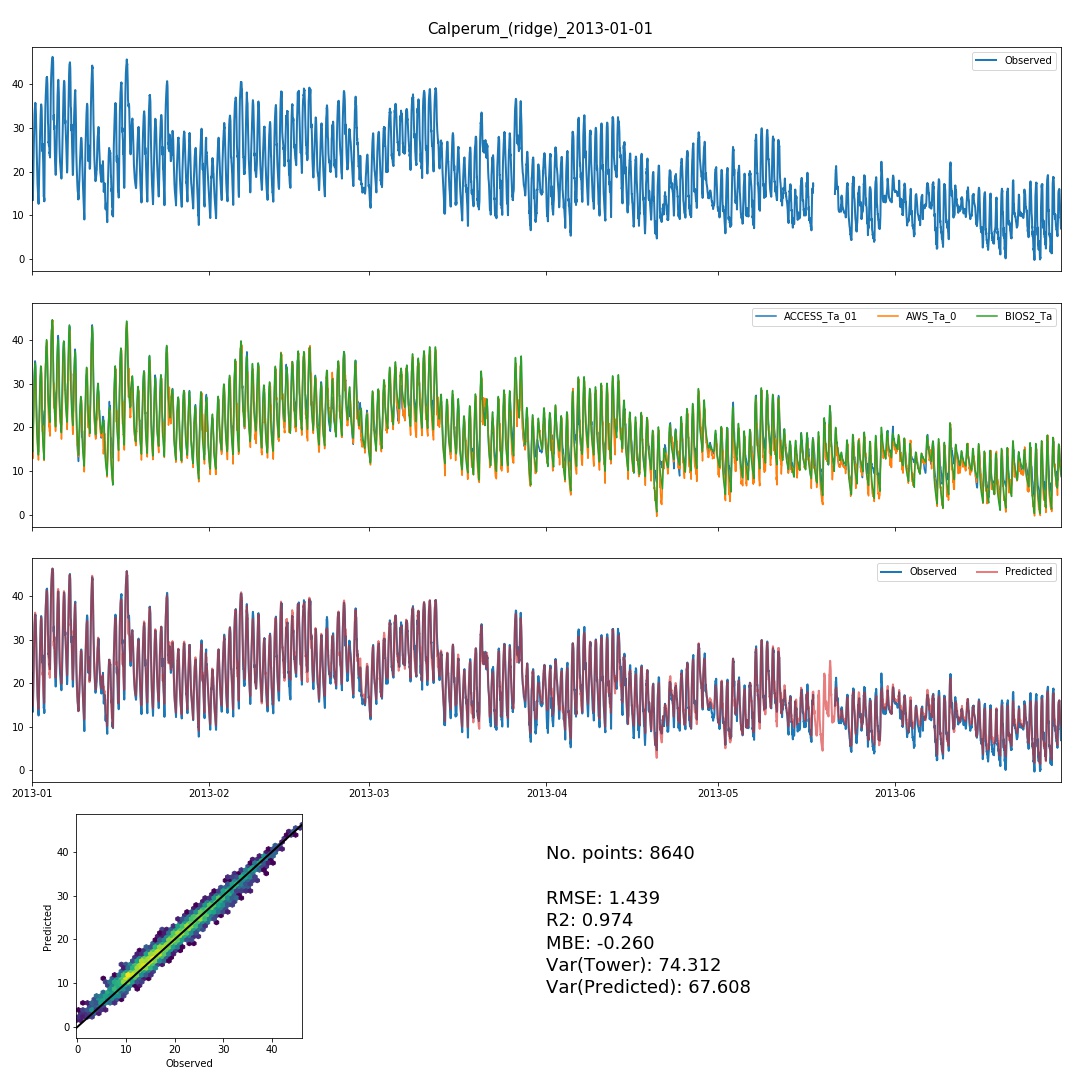 Calperum_(ridge)_2013-01-01
Observed
40
30
20
10
0
ACCESS_Ta_01 AWS_Ta_0 BIOS2_Ta
40
30
20
10
0
Observed Predicted
40
30
20
10
0
2013-01 2013-02 2013-03 2013-04 2013-05 2013-06
40
30
20
10
0
Predicted
0 10 20 30 40
Observed
No. points: 8640
RMSE: 1.439
R2: 0.974
MBE: -0.260
Var(Tower): 74.312
Var(Predicted): 67.608